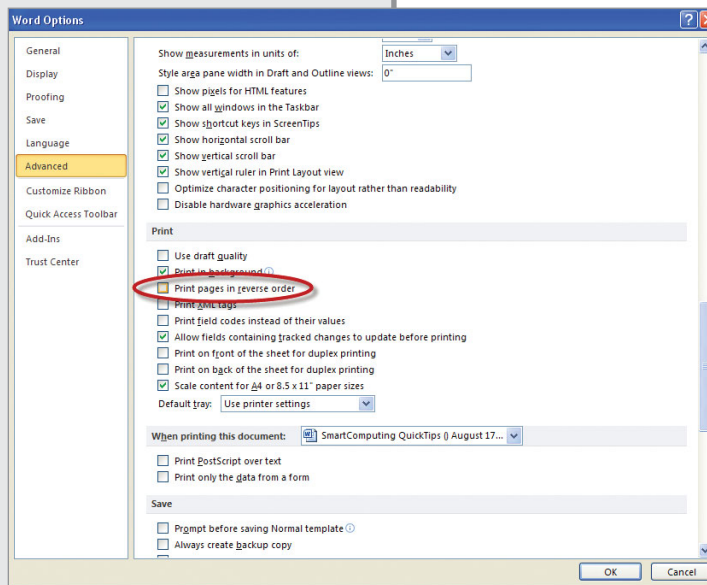 Word Options
General
Display
Proofing
Save
Language
Advanced
Customize Ribbon
Quick Access Toolbar
Add-Ins
Trust Center
Show measurements in units of: Inches
Style area pane width in Draft and Outline views: 0"
Show pixels for HTML features
Show all windows in the Taskbar
Show shortcut keys in ScreenTips
Show horizontal scroll bar
Show vertical scroll bar
Show vertical ruler in Print Layout view
Optimize character positioning for layout rather than readability
Disable hardware graphics acceleration
Print
Use draft quality
Print in background
Print pages in reverse order
Print XML tags
Print field codes instead of their values
Allow fields containing tracked changes to update before printing
Print on front of the sheet for duplex printing
Print on back of the sheet for duplex printing
Scale content for A4 or 8.5 x 11" paper sizes
Default tray: Use printer settings
When printing this document: SmartComputing QuickTips () August 17...
Print PostScript over text
Print only the data from a form
Save
Prompt before saving Normal template
Always create backup copy
OK Cancel